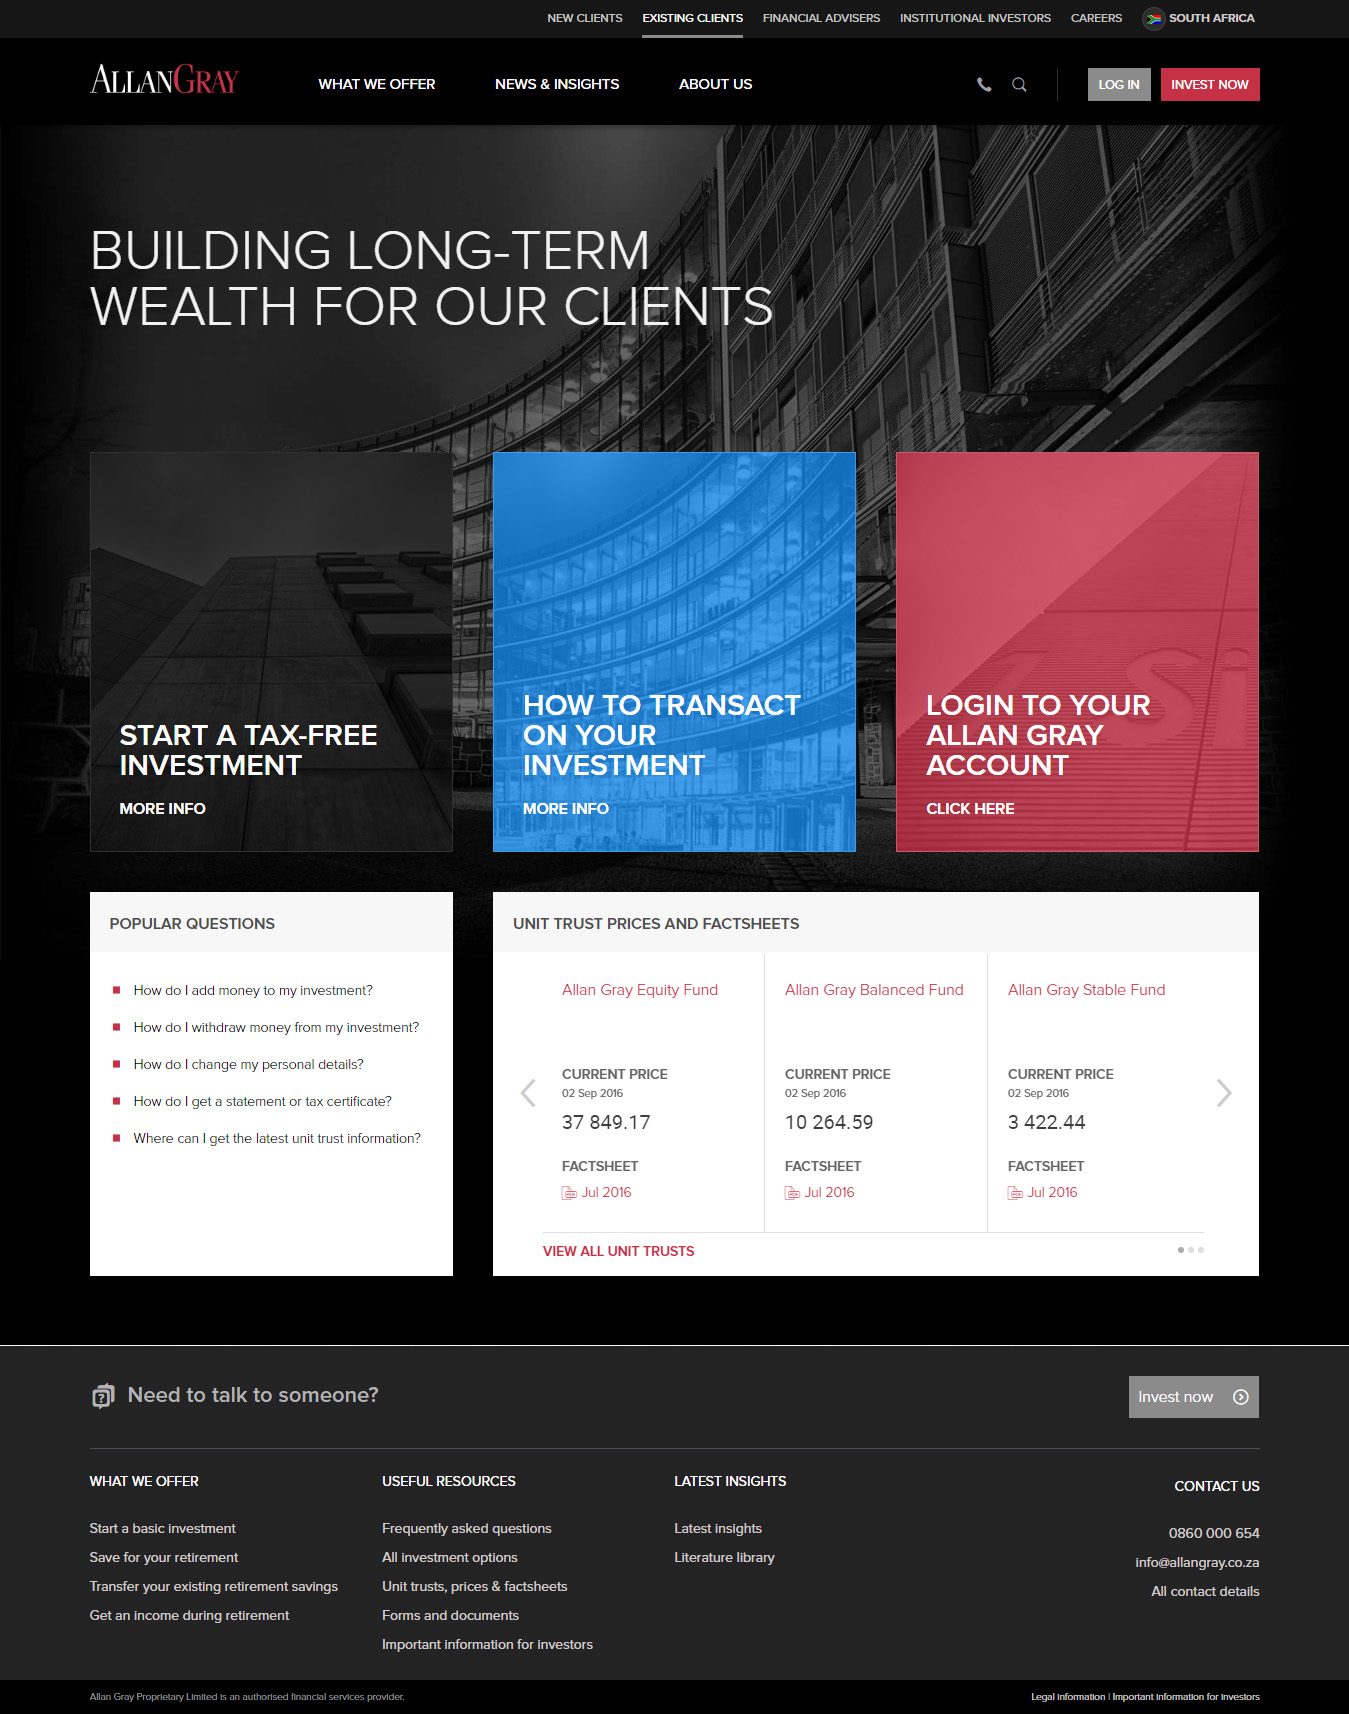 NEW CLIENTS EXISTING CLIENTS FINANCIAL ADVISERS INSTITUTIONAL INVESTORS CAREERS SOUTH AFRICA
ALLANGRAY WHAT WE OFFER NEWS & INSIGHTS ABOUT US LOG IN INVEST NOW
BUILDING LONG-TERM
WEALTH FOR OUR CLIENTS
START A TAX-FREE
INVESTMENT
MORE INFO
HOW TO TRANSACT
ON YOUR
INVESTMENT
MORE INFO
Si
LOGIN TO YOUR
ALLAN GRAY
ACCOUNT
CLICK HERE
POPULAR QUESTIONS
How do I add money to my investment?
How do I withdraw money from my investment?
How do I change my personal details?
How do I get a statement or tax certificate?
Where can I get the latest unit trust information?
UNIT TRUST PRICES AND FACTSHEETS
Allan Gray Equity Fund
CURRENT PRICE
02 Sep 2016
37 849.17
FACTSHEET
Jul 2016
Allan Gray Balanced Fund
CURRENT PRICE
02 Sep 2016
10 264.59
FACTSHEET
Jul 2016
Allan Gray Stable Fund
CURRENT PRICE
02 Sep 2016
3 422.44
FACTSHEET
Jul 2016
VIEW ALL UNIT TRUSTS
Need to talk to someone?
Invest now
WHAT WE OFFER
Start a basic investment
Save for your retirement
Transfer your existing retirement savings
Get an income during retirement
USEFUL RESOURCES
Frequently asked questions
All investment options
Unit trusts, prices & factsheets
Forms and documents
Important information for investors
LATEST INSIGHTS
Latest insights
Literature library
CONTACT US
0860 000 654
info@allangray.co.za
All contact details
Allan Gray Proprietary Limited is an authorised financial services provider.
Legal information | Important information for investors